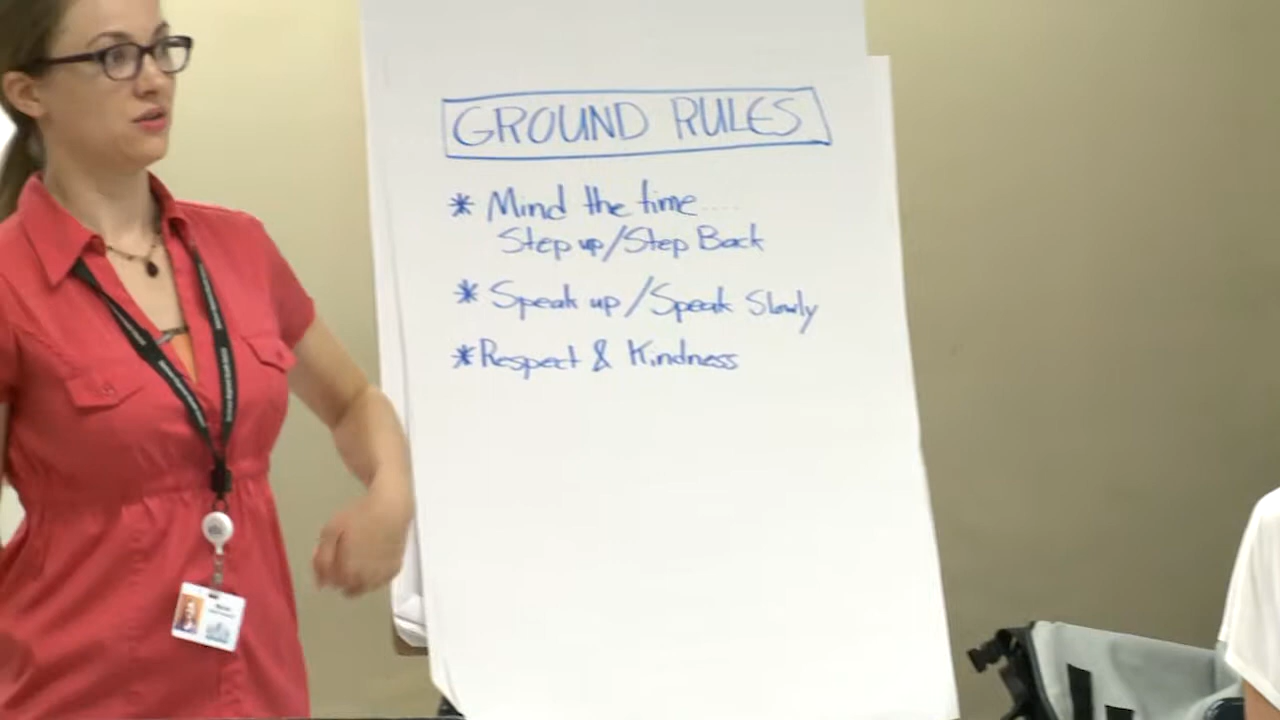 GROUND RULES
* Mind the time....
Step up/Step Back
* Speak up/Speak Slowly
* Respect & Kindness